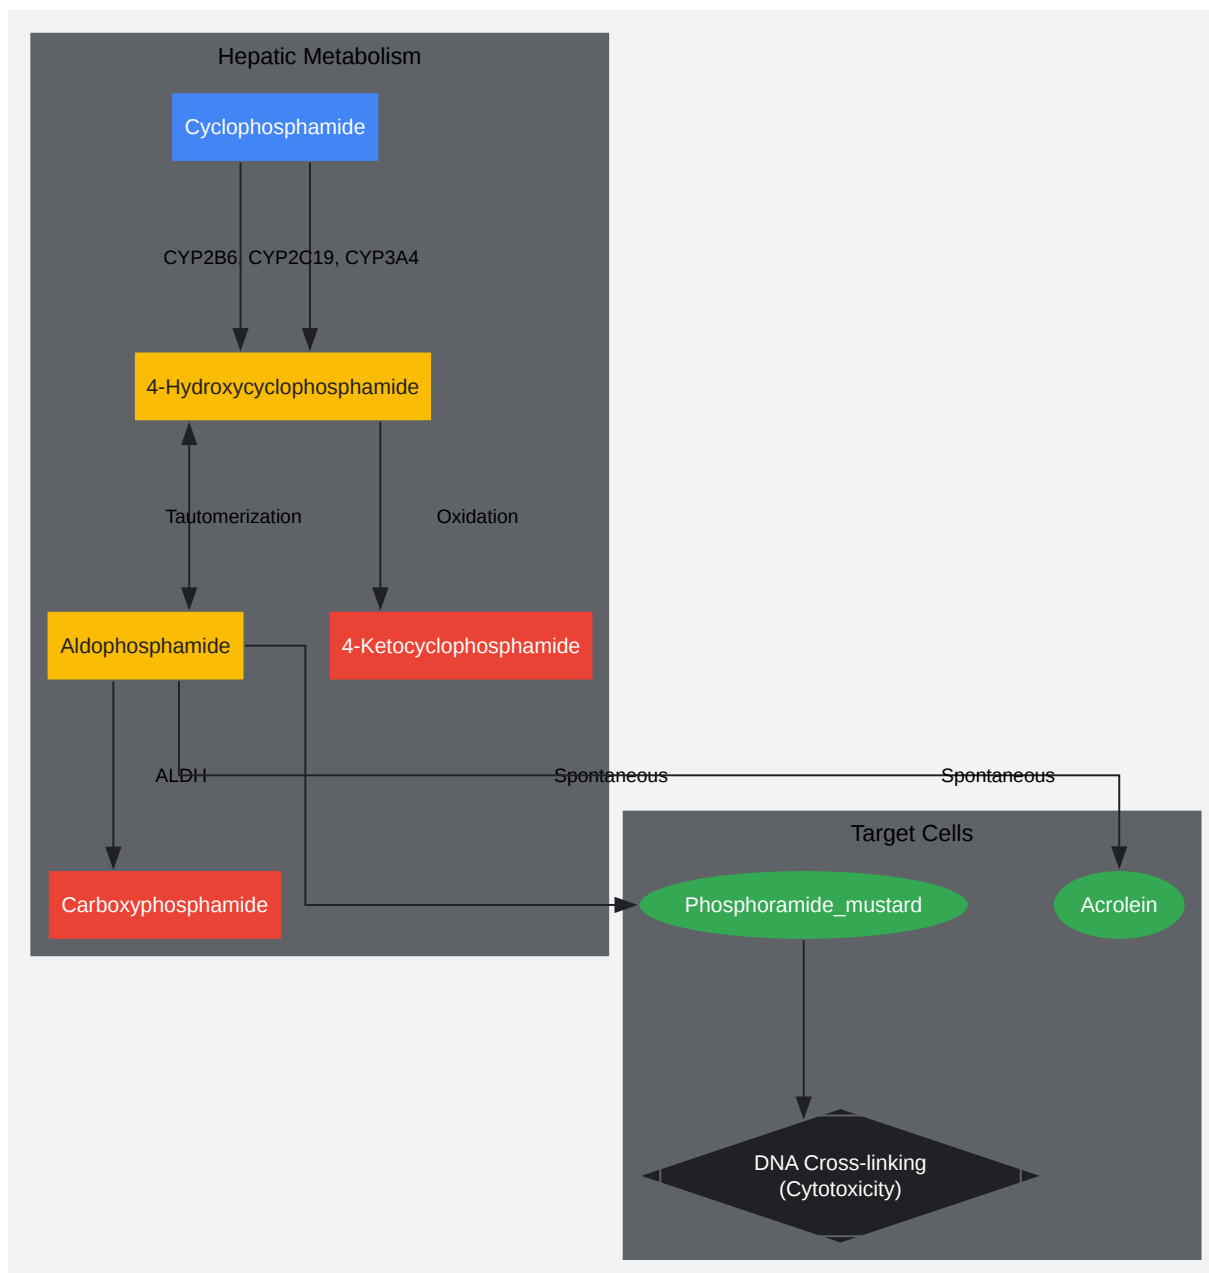 Hepatic Metabolism
Cyclophosphamide
CYP2B6, CYP2C19, CYP3A4
4-Hydroxycyclophosphamide
Tautomerization
Oxidation
Aldophosphamide
4-Ketocyclophosphamide
ALDH
Spontaneous
Spontaneous
Target Cells
Carboxyphosphamide
Phosphoramide_mustard
Acrolein
DNA Cross-linking
(Cytotoxicity)